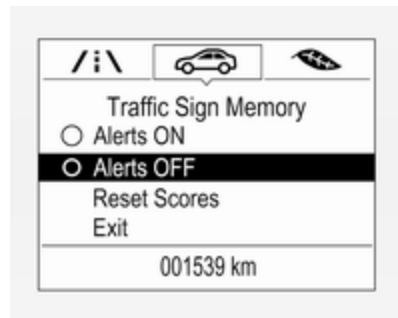 Traffic Sign Memory
Alerts ON
Alerts OFF
Reset Scores
Exit
001539 km